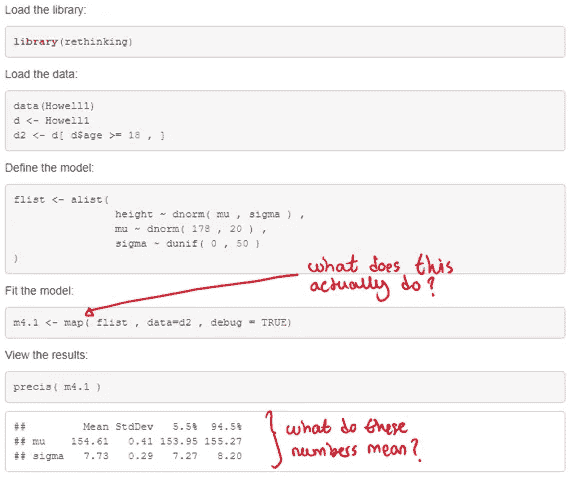 Load the library:
library(rethinking)
Load the data:
data(Howell1)
d <- Howell1
d2 <- d[ d$age >= 18 , ]
Define the model:
flist <- alist(
height ~ dnorm( mu , sigma ) ,
mu ~ dnorm( 178 , 20 ) ,
sigma ~ dunif( 0 , 50 )
)
what does this
actually do?
Fit the model:
m4.1 <- map( flist , data=d2 , debug = TRUE)
View the results:
precis( m4.1 )
## Mean StdDev 5.5% 94.5%
## mu 154.61 0.41 153.95 155.27
## sigma 7.73 0.29 7.27 8.20
what do these
numbers mean?